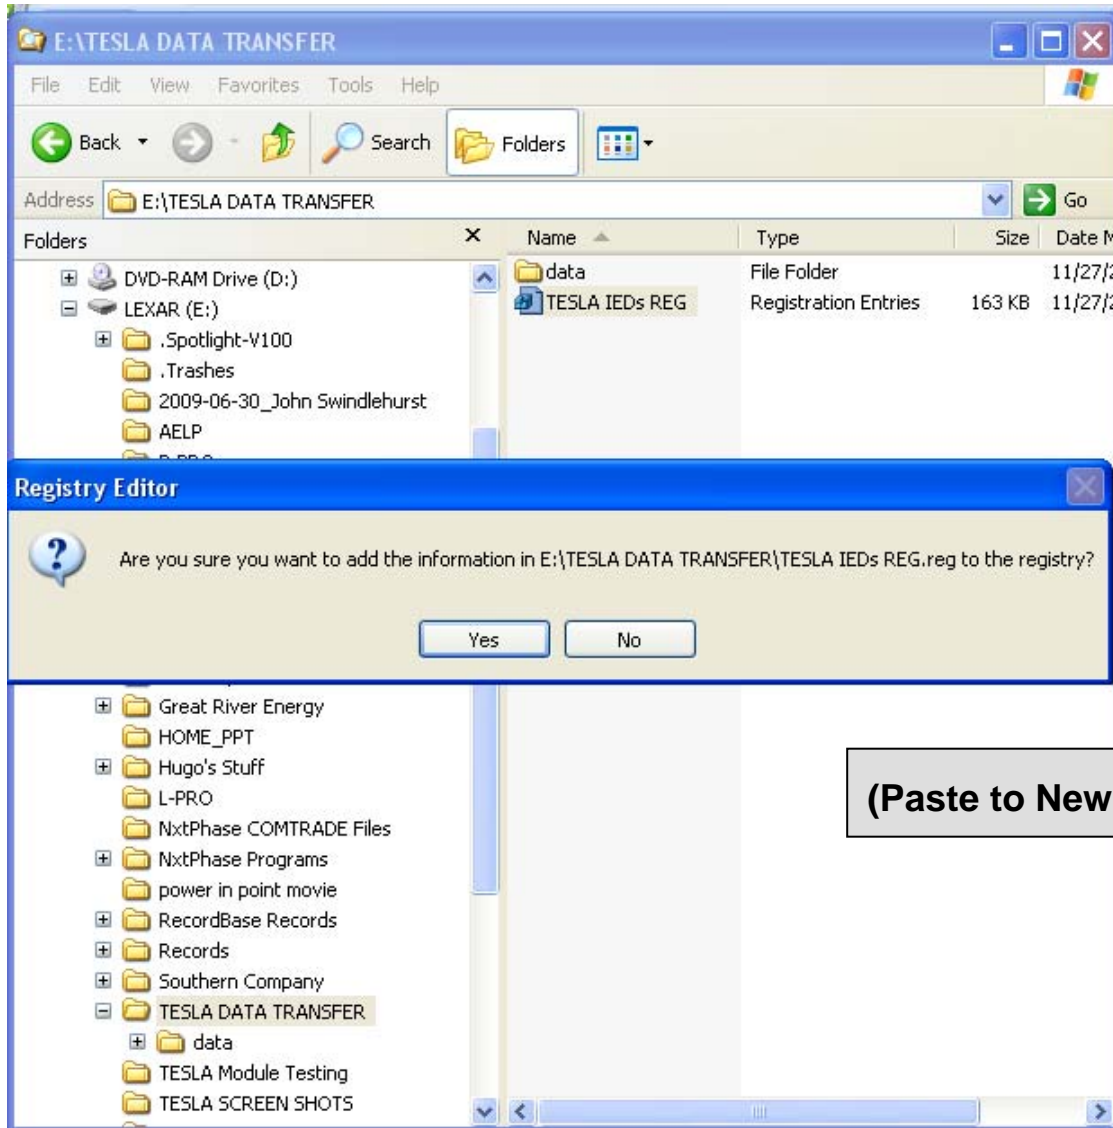 E:\TESLA DATA TRANSFER
File Edit View Favorites Tools Help
Back Search Folders
Address E:\TESLA DATA TRANSFER Go
Folders Name Type Size Date
DVD-RAM Drive (D:) data File Folder 11/27/2
LEXAR (E:) TESLA IEDs REG Registration Entries 163 KB 11/27/2
.Spotlight-V100
.Trashes
2009-06-30_John Swindlehurst
AELP
Registry Editor
Are you sure you want to add the information in E:\TESLA DATA TRANSFER\TESLA IEDs REG.reg to the registry?
Yes No
Great River Energy
HOME_PPT
Hugo's Stuff
L-PRO
(Paste to New
NxtPhase COMTRADE Files
NxtPhase Programs
power in point movie
RecordBase Records
Records
Southern Company
TESLA DATA TRANSFER
data
TESLA Module Testing
TESLA SCREEN SHOTS